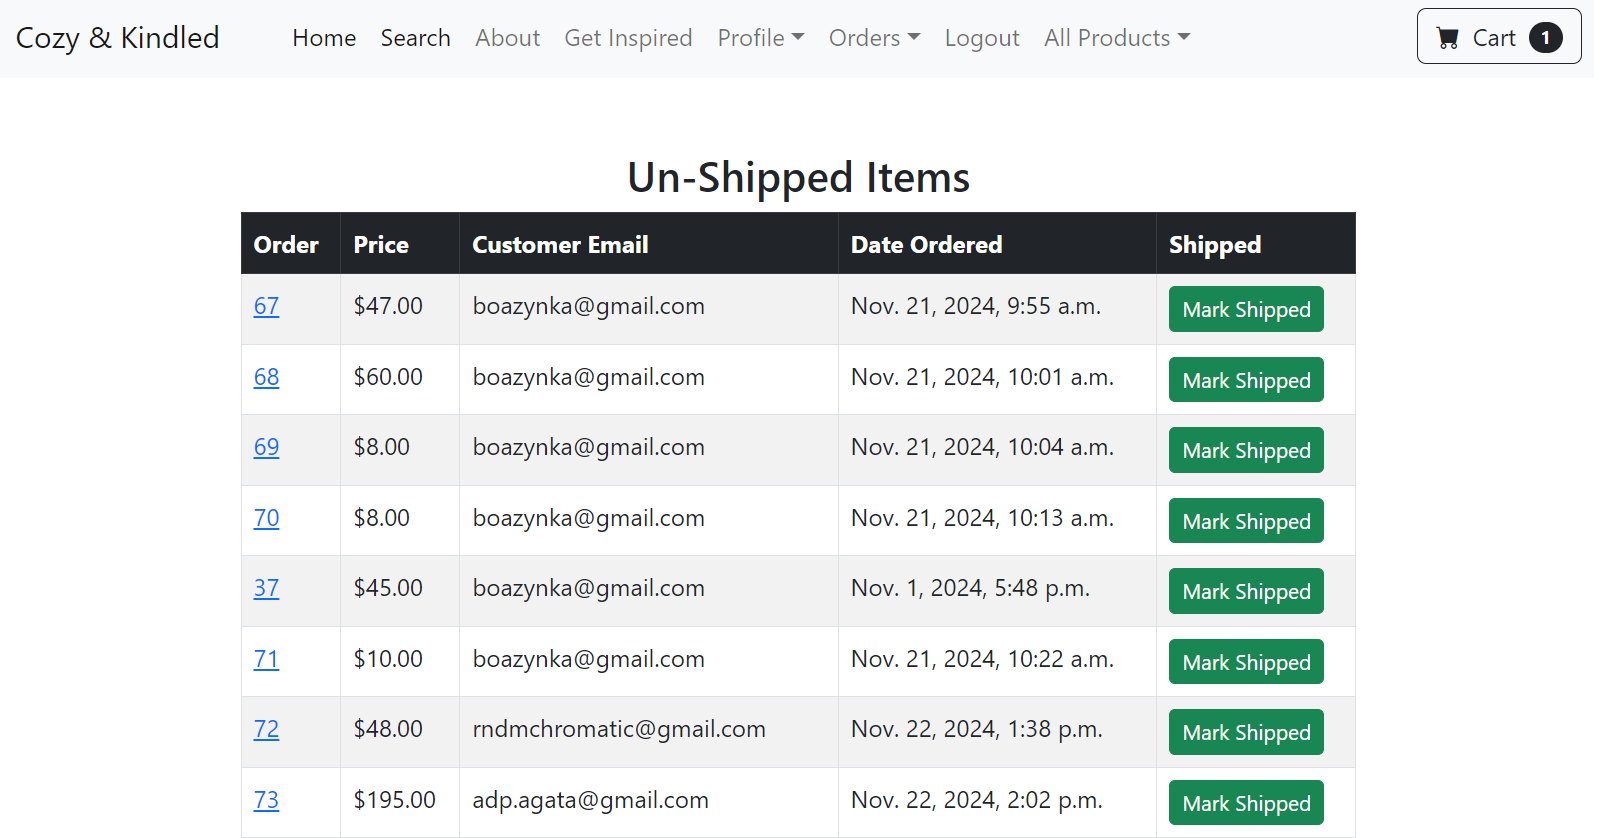 Cozy & Kindled Home Search About Get Inspired Profile Orders Logout All Products Cart 1
Un-Shipped Items
Order Price Customer Email Date Ordered Shipped
67 $47.00 boazynka@gmail.com Nov. 21, 2024, 9:55 a.m. Mark Shipped
68 $60.00 boazynka@gmail.com Nov. 21, 2024, 10:01 a.m. Mark Shipped
69 $8.00 boazynka@gmail.com Nov. 21, 2024, 10:04 a.m. Mark Shipped
70 $8.00 boazynka@gmail.com Nov. 21, 2024, 10:13 a.m. Mark Shipped
37 $45.00 boazynka@gmail.com Nov. 1, 2024, 5:48 p.m. Mark Shipped
71 $10.00 boazynka@gmail.com Nov. 21, 2024, 10:22 a.m. Mark Shipped
72 $48.00 rndmchromatic@gmail.com Nov. 22, 2024, 1:38 p.m. Mark Shipped
73 $195.00 adp.agata@gmail.com Nov. 22, 2024, 2:02 p.m. Mark Shipped